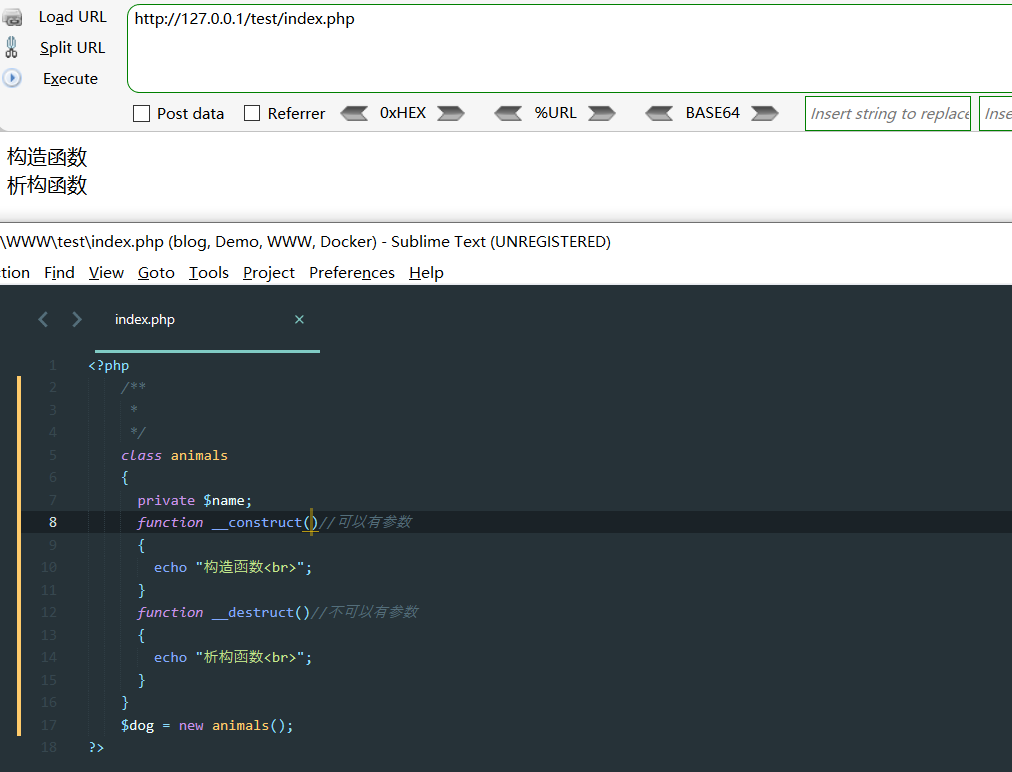 Load URL
http://127.0.0.1/test/index.php
Split URL
Execute
Post data Referrer 0xHEX %URL BASE64 Insert string to replace Inse
构造函数
析构函数
\WWW\test\index.php (blog, Demo, WWW, Docker) - Sublime Text (UNREGISTERED)
ction Find View Goto Tools Project Preferences Help
index.php ×
1 <?php
2 /**
3 *
4 */
5 class animals
6 {
7 private $name;
8 function __construct()//可以有参数
9 {
10 echo "构造函数<br>";
11 }
12 function __destruct()//不可以有参数
13 {
14 echo "析构函数<br>";
15 }
16 }
17 $dog = new animals();
18 ?>